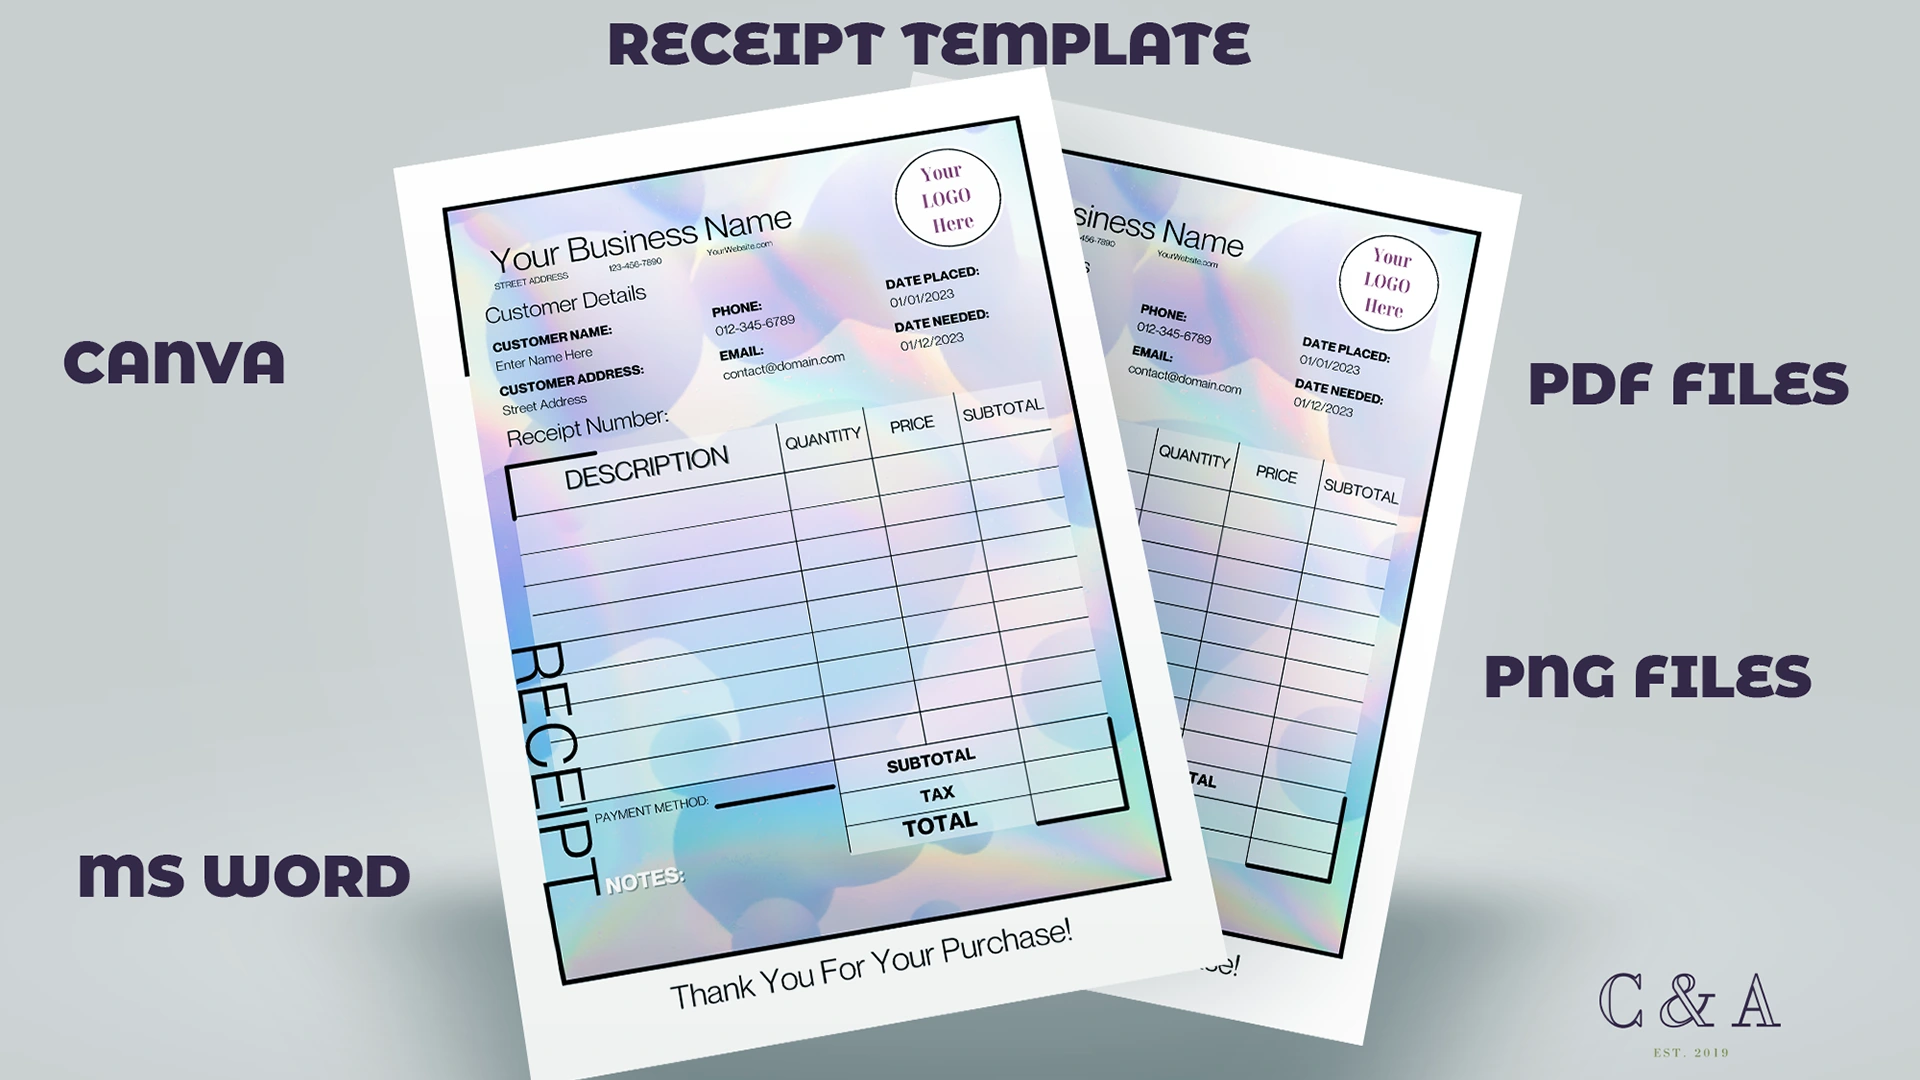 RECEIPT TEMPLATE
CANVA
MS WORD
PDF FILES
PNG FILES
Your Business Name
STREET ADDRESS 123-456-7890 YourWebsite.com
Your
LOGO
Here
Customer Details
CUSTOMER NAME:
Enter Name Here
CUSTOMER ADDRESS:
Street Address
PHONE:
012-345-6789
EMAIL:
contact@domain.com
DATE PLACED:
01/01/2023
DATE NEEDED:
01/12/2023
Receipt Number:
DESCRIPTION QUANTITY PRICE SUBTOTAL
SUBTOTAL
TAX
TOTAL
RECEIPT
PAYMENT METHOD:
NOTES:
Thank You For Your Purchase!
siness Name
456-7890 YourWebsite.com
s
Your
LOGO
Here
PHONE:
012-345-6789
EMAIL:
contact@domain.com
DATE PLACED:
01/01/2023
DATE NEEDED:
01/12/2023
QUANTITY PRICE SUBTOTAL
TAL
se!
C & A
EST. 2019